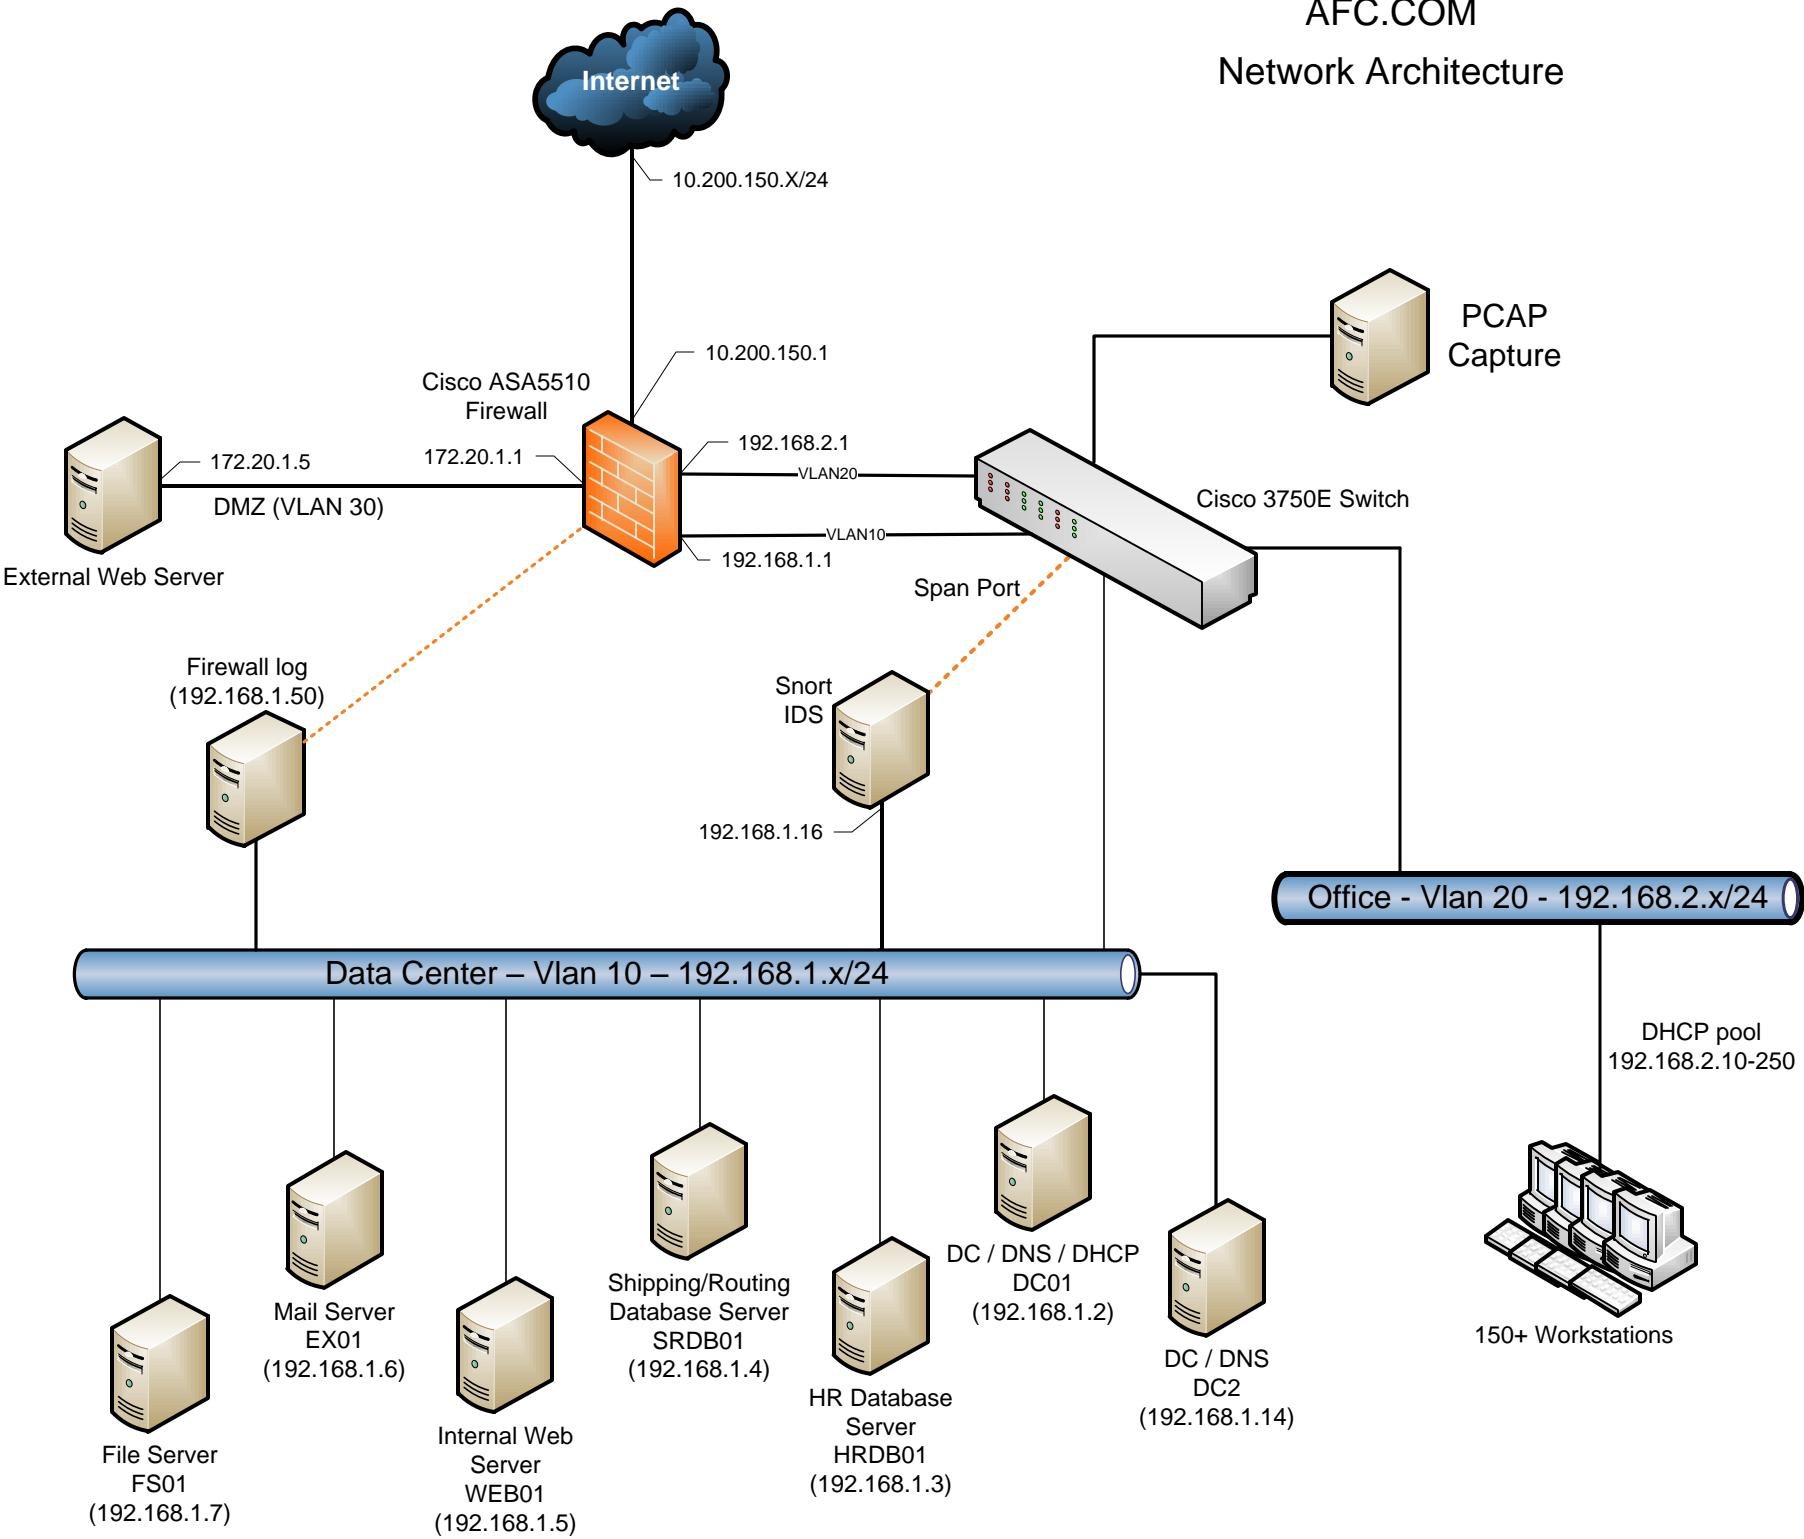 AFC.COM
Network Architecture
Internet
10.200.150.X/24
PCAP
Capture
10.200.150.1
Cisco ASA5510
Firewall
192.168.2.1
172.20.1.5
172.20.1.1
VLAN20
DMZ (VLAN 30)
Cisco 3750E Switch
VLAN10
192.168.1.1
External Web Server
Span Port
Firewall log
(192.168.1.50)
Snort
IDS
192.168.1.16
Office - Vlan 20 - 192.168.2.x/24
Data Center – Vlan 10 – 192.168.1.x/24
DHCP pool
192.168.2.10-250
150+ Workstations
DC / DNS / DHCP
DC01
(192.168.1.2)
DC / DNS
DC2
(192.168.1.14)
Shipping/Routing
Database Server
SRDB01
(192.168.1.4)
Mail Server
EX01
(192.168.1.6)
HR Database
Server
HRDB01
(192.168.1.3)
Internal Web
Server
WEB01
(192.168.1.5)
File Server
FS01
(192.168.1.7)